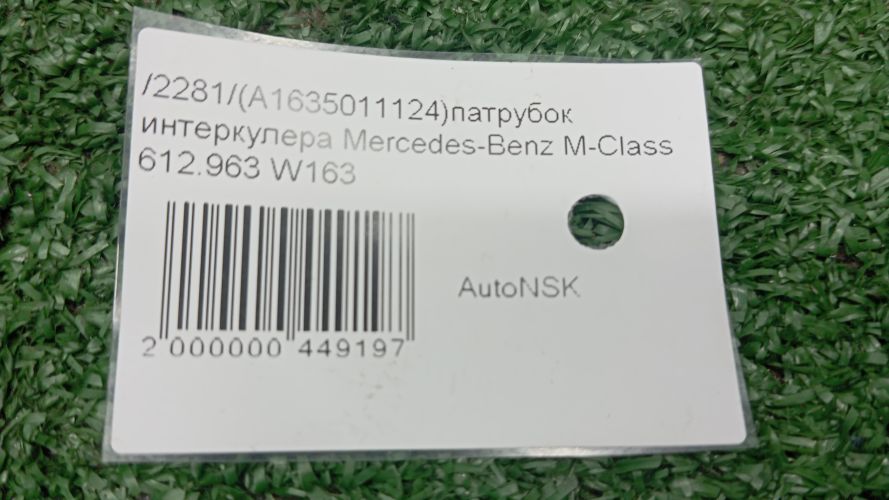 /2281/(A1635011124)патрубок
интеркулера Mercedes-Benz M-Class
612.963 W163
AutoNSK
2 000000 449197